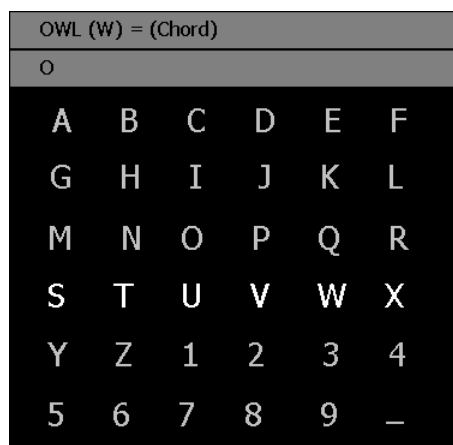 OWL (W) = (Chord)
O
A B C D E F
G H I J K L
M N O P Q R
S T U V W X
Y Z 1 2 3 4
5 6 7 8 9 _